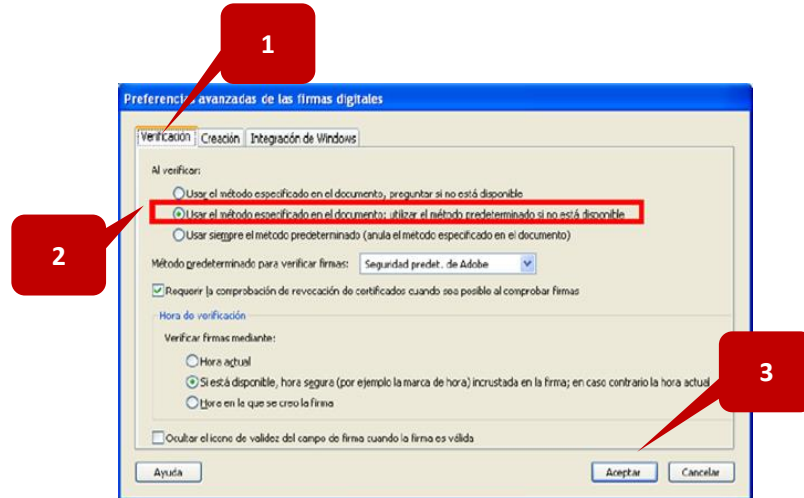 1
Preferencias avanzadas de las firmas digitales
Verificación Creación Integración de Windows
Al verificar:
Usar el método especificado en el documento, preguntar si no está disponible
2
Usar el método especificado en el documento; utilizar el método predeterminado si no está disponible
Usar siempre el metodo predeterminado (anula el metodo especificado en el documento)
Método predeterminado para verificar firmas: Seguridad predet. de Adobe
Requerir la comprobación de revocación de certificados cuando sea posible al comprobar firmas
Hora de verificación
Verificar firmas mediante:
Hora actual
3
Si está disponible, hora segura (por ejemplo la marca de hora) incrustada en la firma; en caso contrario la hora actual
Hora en la que se creo la firma
Ocultar el icono de validez del campo de firma cuando la firma es válida
Ayuda Aceptar Cancelar